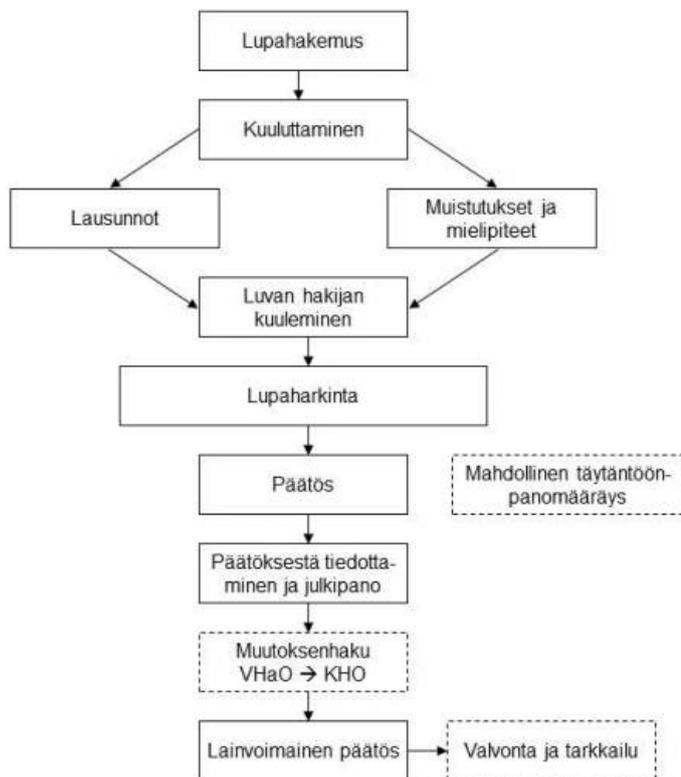 Lupahakemus
Kuuluttaminen
Lausunnot
Muistutukset ja
mielipiteet
Luvan hakijan
kuuleminen
Lupaharkinta
Päätös
Mahdollinen täytäntöön-
panomääräys
Päätöksestä tiedotta-
minen ja julkipano
Muutoksenhaku
VHaO → KHO
Lainvoimainen päätös
Valvonta ja tarkkailu